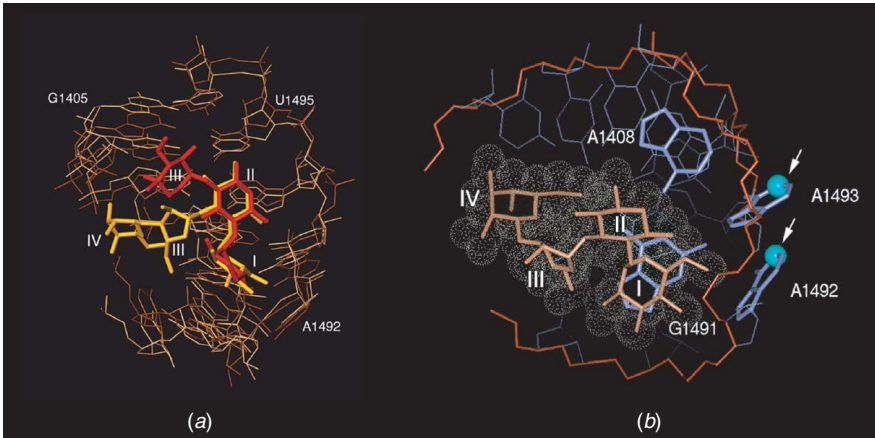 G1405
U1495
III
II
IV
III
I
A1492
(a)
A1408
IV
A1493
II
III
I
A1492
G1491
(b)